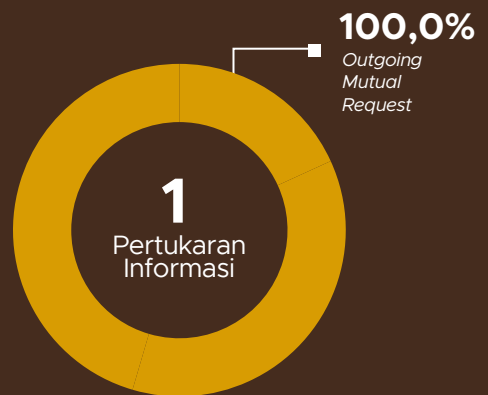 100,0%
Outgoing
Mutual
Request
1
Pertukaran
Informasi